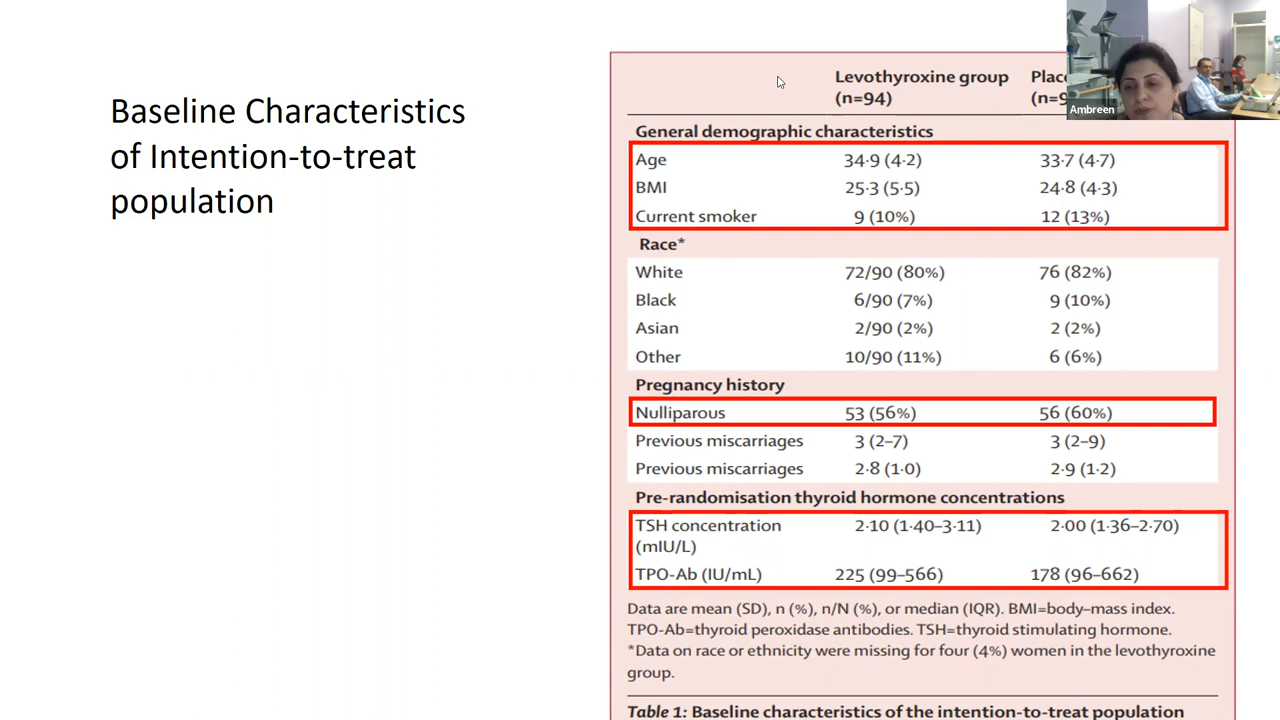 Baseline Characteristics
of Intention-to-treat
population
Levothyroxine group
(n=94)
General demographic characteristics
Age 34·9 (4·2) 33·7 (4·7)
BMI 25·3 (5·5) 24·8 (4·3)
Current smoker 9 (10%) 12 (13%)
Race*
White 72/90 (80%) 76 (82%)
Black 6/90 (7%) 9 (10%)
Asian 2/90 (2%) 2 (2%)
Other 10/90 (11%) 6 (6%)
Pregnancy history
Nulliparous 53 (56%) 56 (60%)
Previous miscarriages 3 (2–7) 3 (2–9)
Previous miscarriages 2·8 (1·0) 2·9 (1·2)
Pre-randomisation thyroid hormone concentrations
TSH concentration 2·10 (1·40–3·11) 2·00 (1·36–2·70)
(mIU/L)
TPO-Ab (IU/mL) 225 (99–566) 178 (96–662)
Data are mean (SD), n (%), n/N (%), or median (IQR). BMI=body–mass index.
TPO-Ab=thyroid peroxidase antibodies. TSH=thyroid stimulating hormone.
*Data on race or ethnicity were missing for four (4%) women in the levothyroxine
group.
Table 1: Baseline characteristics of the intention-to-treat population
Ambreen